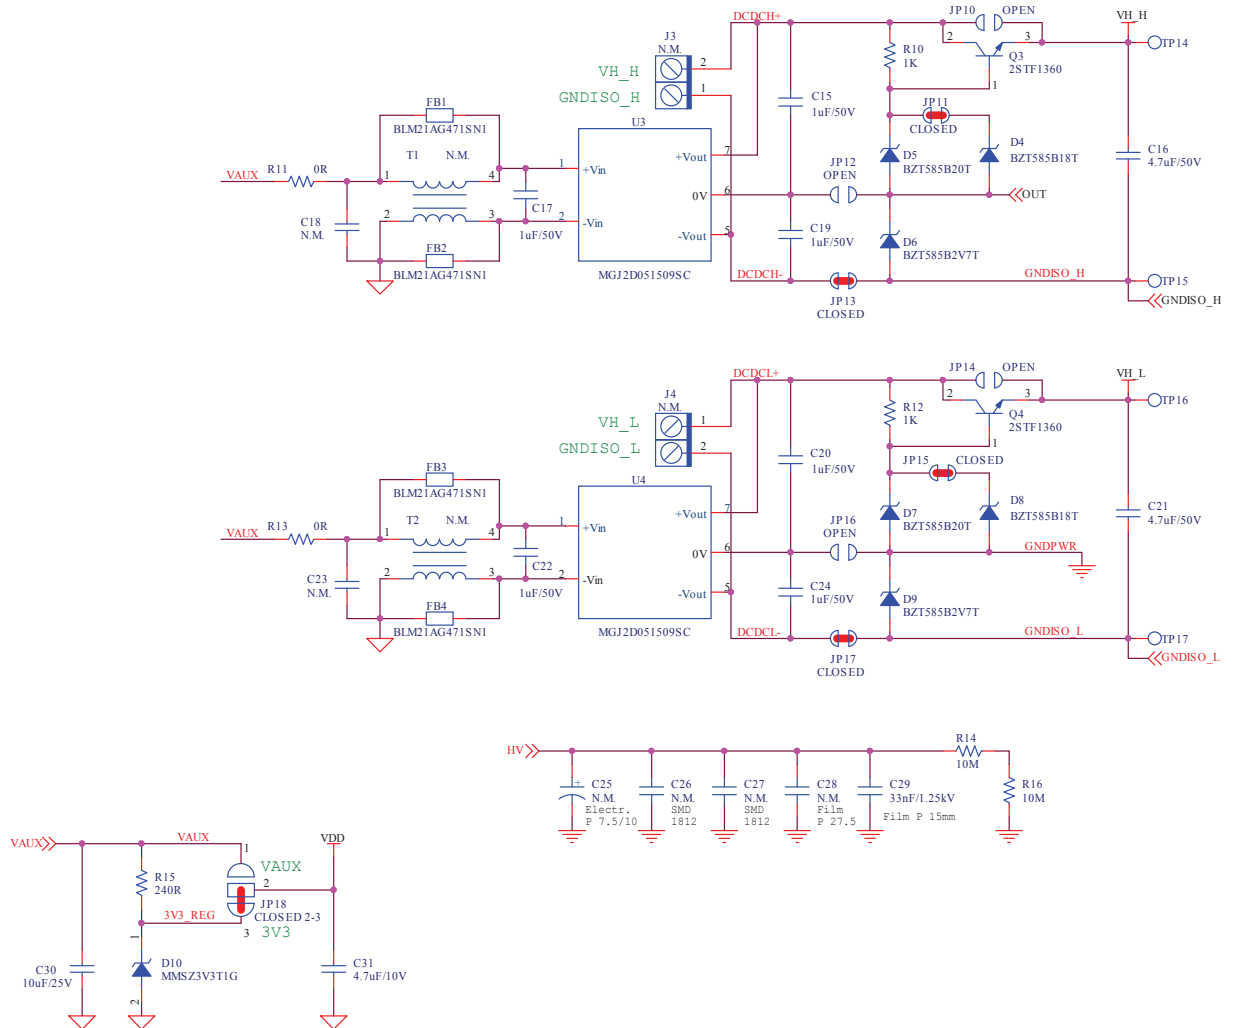 JP10 OPEN
VH_H
DCDCH+
2 3
TP14
J3
N.M.
R10
1K
Q3
2STF1360
VH_H 2
GNDISO_H 1
1
FB1
BLM21AG471SN1
C15
1uF/50V
JP11
CLOSED
U3
T1 N.M.
D5
BZT585B20T
D4
BZT585B18T
C16
4.7uF/50V
JP12
OPEN
R11 0R
VAUX
1 4
1 +Vin
+Vout 7
C17
1uF/50V
0V 6
OUT
C18
N.M.
2 3
2 -Vin
-Vout 5
C19
1uF/50V
D6
BZT585B2V7T
FB2
BLM21AG471SN1
MGJ2D051509SC
DCDCH-
JP13
CLOSED
GNDISO_H
TP15
GNDISO_H
JP14 OPEN
VH_L
DCDCL+
2 3
TP16
J4
N.M.
R12
1K
Q4
2STF1360
VH_L 1
GNDISO_L 2
1
FB3
BLM21AG471SN1
C20
1uF/50V
JP15 CLOSED
U4
T2 N.M.
D7
BZT585B20T
D8
BZT585B18T
C21
4.7uF/50V
JP16
OPEN
R13 0R
VAUX
1 4
1 +Vin
+Vout 7
C22
1uF/50V
0V 6
GNDPWR
C23
N.M.
2 3
2 -Vin
-Vout 5
C24
1uF/50V
D9
BZT585B2V7T
FB4
BLM21AG471SN1
MGJ2D051509SC
DCDCL-
JP17
CLOSED
GNDISO_L
TP17
GNDISO_L
HV
R14
10M
+
C25
N.M.
Electr.
P 7.5/10
C26
N.M.
SMD
1812
C27
N.M.
SMD
1812
C28
N.M.
Film
P 27.5
C29
33nF/1.25kV
Film P 15mm
R16
10M
VAUX
VAUX
1
VDD
VAUX
R15
240R
2
JP18
CLOSED 2-3
3V3_REG
3 3V3
1
D10
MMSZ3V3T1G
2
C30
10uF/25V
C31
4.7uF/10V